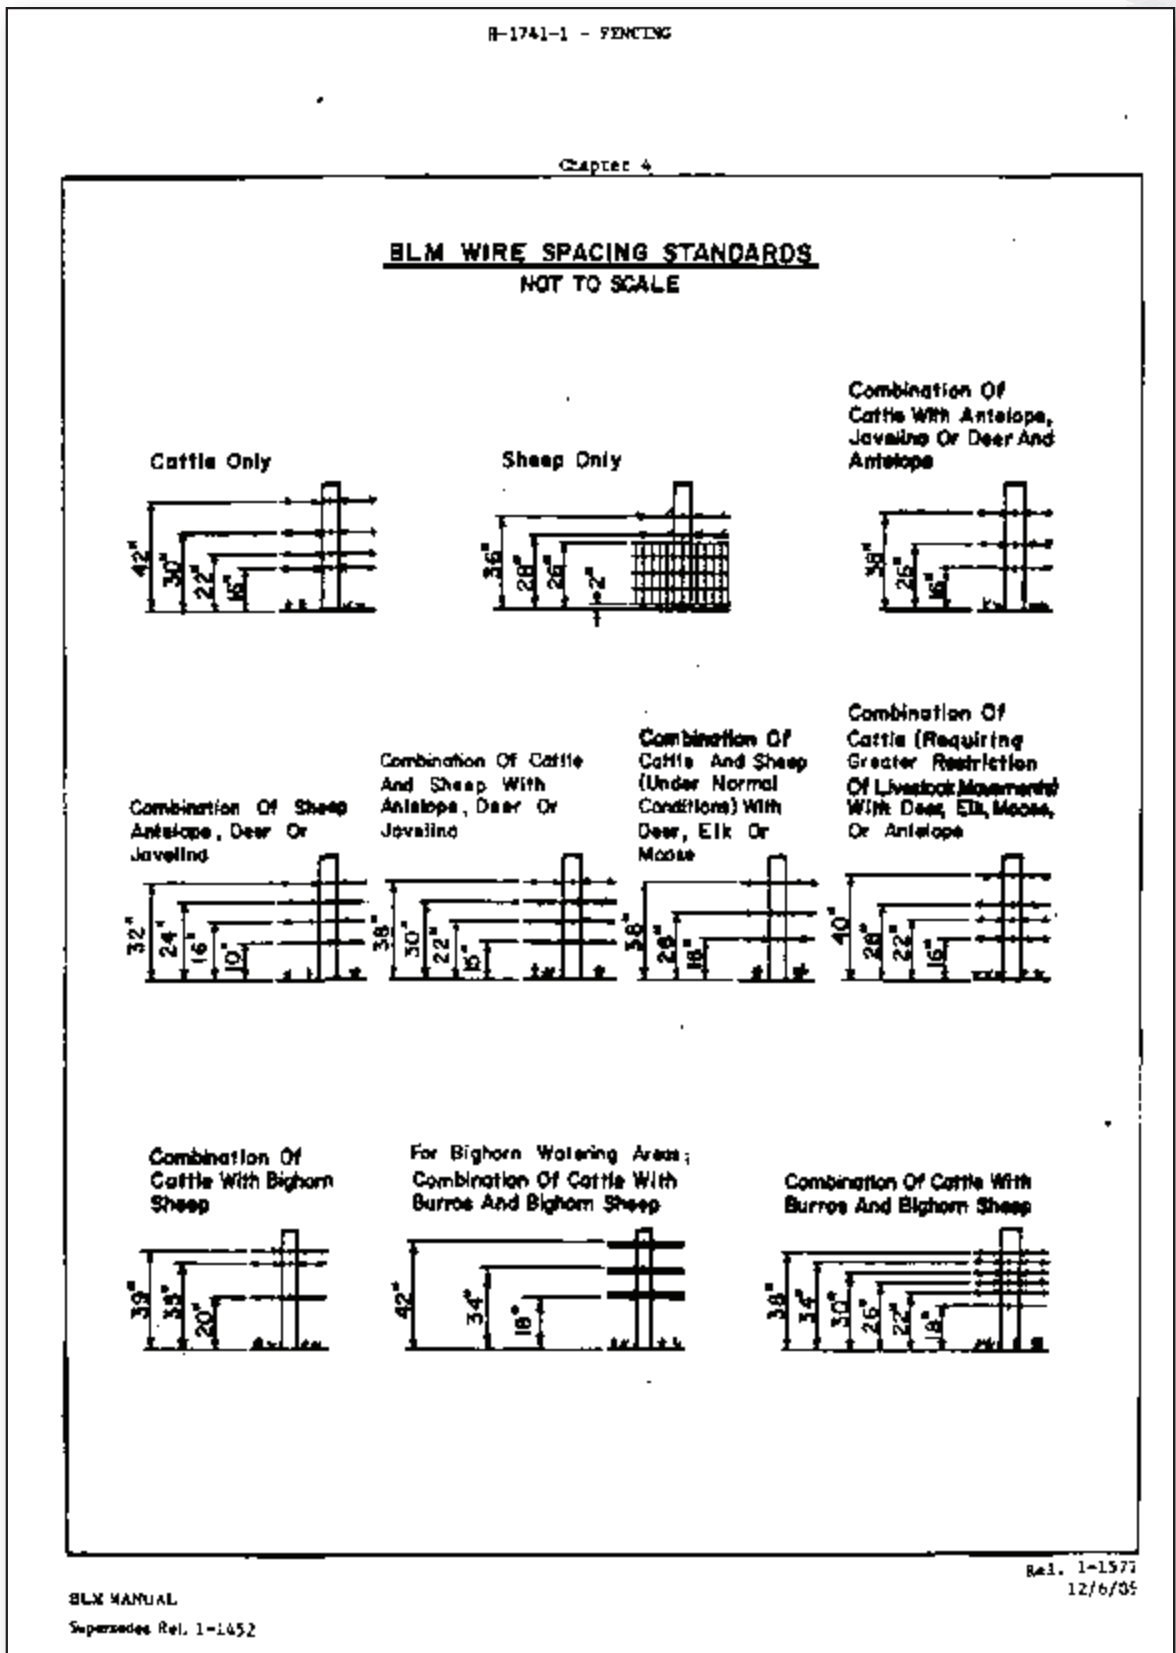 H-1741-1 - FENCING
Chapter 4
BLM WIRE SPACING STANDARDS
NOT TO SCALE
Cattle Only
42"
30"
22"
16"
Sheep Only
36"
28"
26"
2"
Combination Of
Cattle With Antelope,
Javelina Or Deer And
Antelope
38"
26"
16"
Combination Of Sheep
Antelope, Deer Or
Javelina
32"
24"
16"
10"
Combination Of Cattle
And Sheep With
Antelope, Deer Or
Javelina
38"
30"
22"
15"
Combination Of
Cattle And Sheep
(Under Normal
Conditions) With
Deer, Elk Or
Moose
38"
26"
16"
Combination Of
Cattle (Requiring
Greater Restriction
Of Livestock Movements)
With Deer, Elk, Moose,
Or Antelope
40"
28"
22"
16"
Combination Of
Cattle With Bighorn
Sheep
39"
35"
20"
For Bighorn Watering Areas;
Combination Of Cattle With
Burros And Bighorn Sheep
42"
34"
18"
Combination Of Cattle With
Burros And Bighorn Sheep
38"
34"
30"
26"
22"
18"
BLM MANUAL
Supersedes Rel. 1-1452
Rel. 1-1577